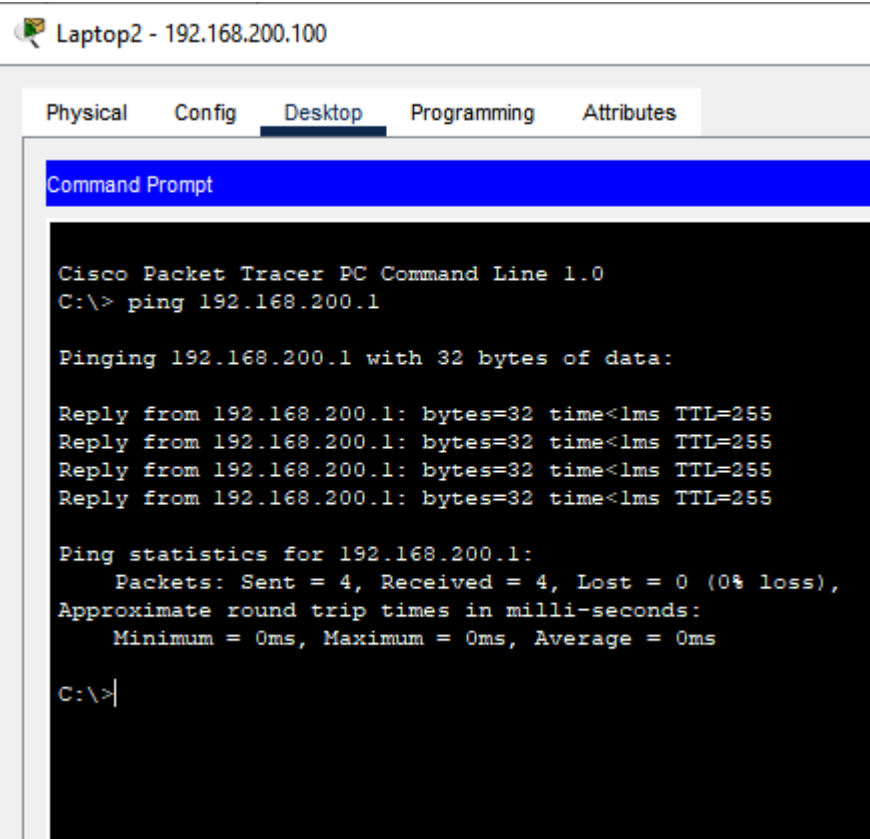 Laptop2 - 192.168.200.100
Physical Config Desktop Programming Attributes
Command Prompt
Cisco Packet Tracer PC Command Line 1.0
C:\> ping 192.168.200.1
Pinging 192.168.200.1 with 32 bytes of data:
Reply from 192.168.200.1: bytes=32 time<1ms TTL=255
Reply from 192.168.200.1: bytes=32 time<1ms TTL=255
Reply from 192.168.200.1: bytes=32 time<1ms TTL=255
Reply from 192.168.200.1: bytes=32 time<1ms TTL=255
Ping statistics for 192.168.200.1:
Packets: Sent = 4, Received = 4, Lost = 0 (0% loss),
Approximate round trip times in milli-seconds:
Minimum = 0ms, Maximum = 0ms, Average = 0ms
C:\>